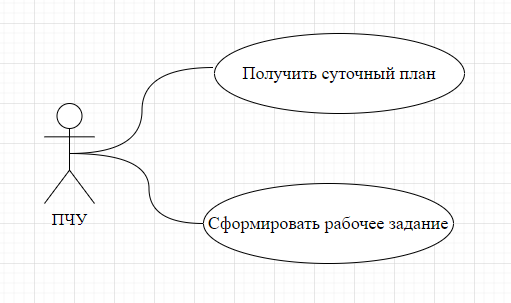 Получить суточный план
ПЧУ
Сформировать рабочее задание